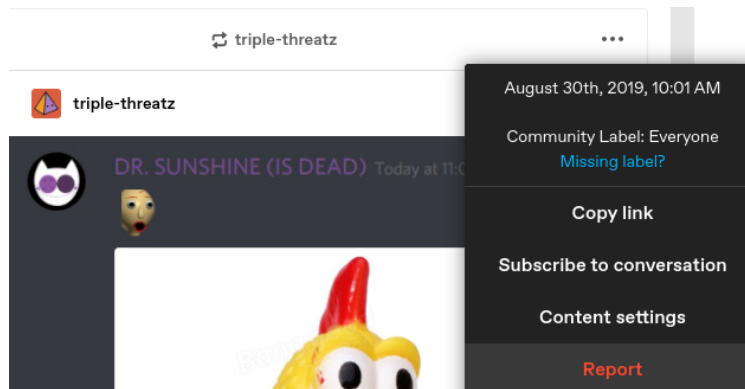 triple-threatz
triple-threatz
August 30th, 2019, 10:01 AM
Community Label: Everyone
Missing label?
DR. SUNSHINE (IS DEAD) Today at 11:0
Copy link
Subscribe to conversation
Content settings
Report